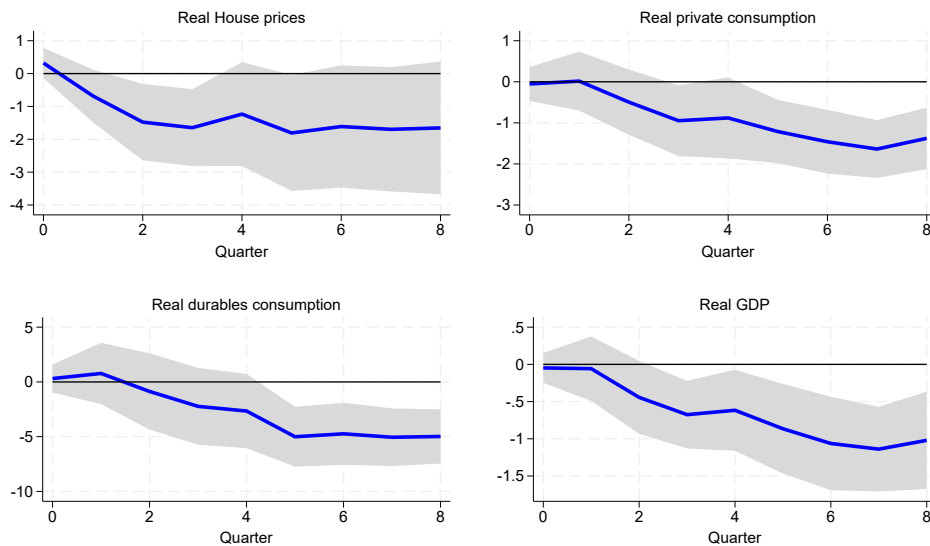 Real House prices
1
0
-1
-2
-3
-4
0 2 4 6 8
Quarter
Real private consumption
1
0
-1
-2
-3
0 2 4 6 8
Quarter
Real durables consumption
5
0
-5
-10
0 2 4 6 8
Quarter
Real GDP
.5
0
-.5
-1
-1.5
0 2 4 6 8
Quarter